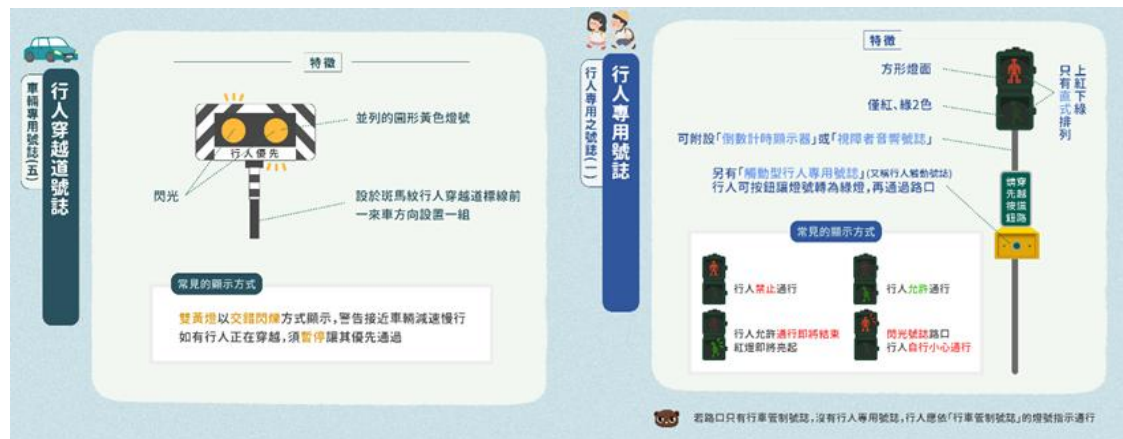 行人穿越道號誌
車輛專用號誌(五)
特徵
行人優先
並列的圓形黃色燈號
閃光
設於斑馬紋行人穿越道標線前
一來車方向設置一組
常見的顯示方式
雙黃燈以交錯閃爍方式顯示,警告接近車輛減速慢行
如有行人正在穿越,須暫停讓其優先通過
行人專用號誌
行人專用之號誌(一)
特徵
方形燈面
僅紅、綠2色
上紅下綠
只有直式排列
可附設「倒數計時顯示器」或「視障者音響號誌」
另有「觸動型行人專用號誌」(又稱行人觸動號誌)
行人可按鈕讓燈號轉為綠燈,再通過路口
穿越道路
請先按鈕
常見的顯示方式
行人禁止通行
行人允許通行
行人允許通行即將結束
紅燈即將亮起
閃光號誌路口
行人自行小心通行
若路口只有行車管制號誌,沒有行人專用號誌,行人應依「行車管制號誌」的燈號指示通行